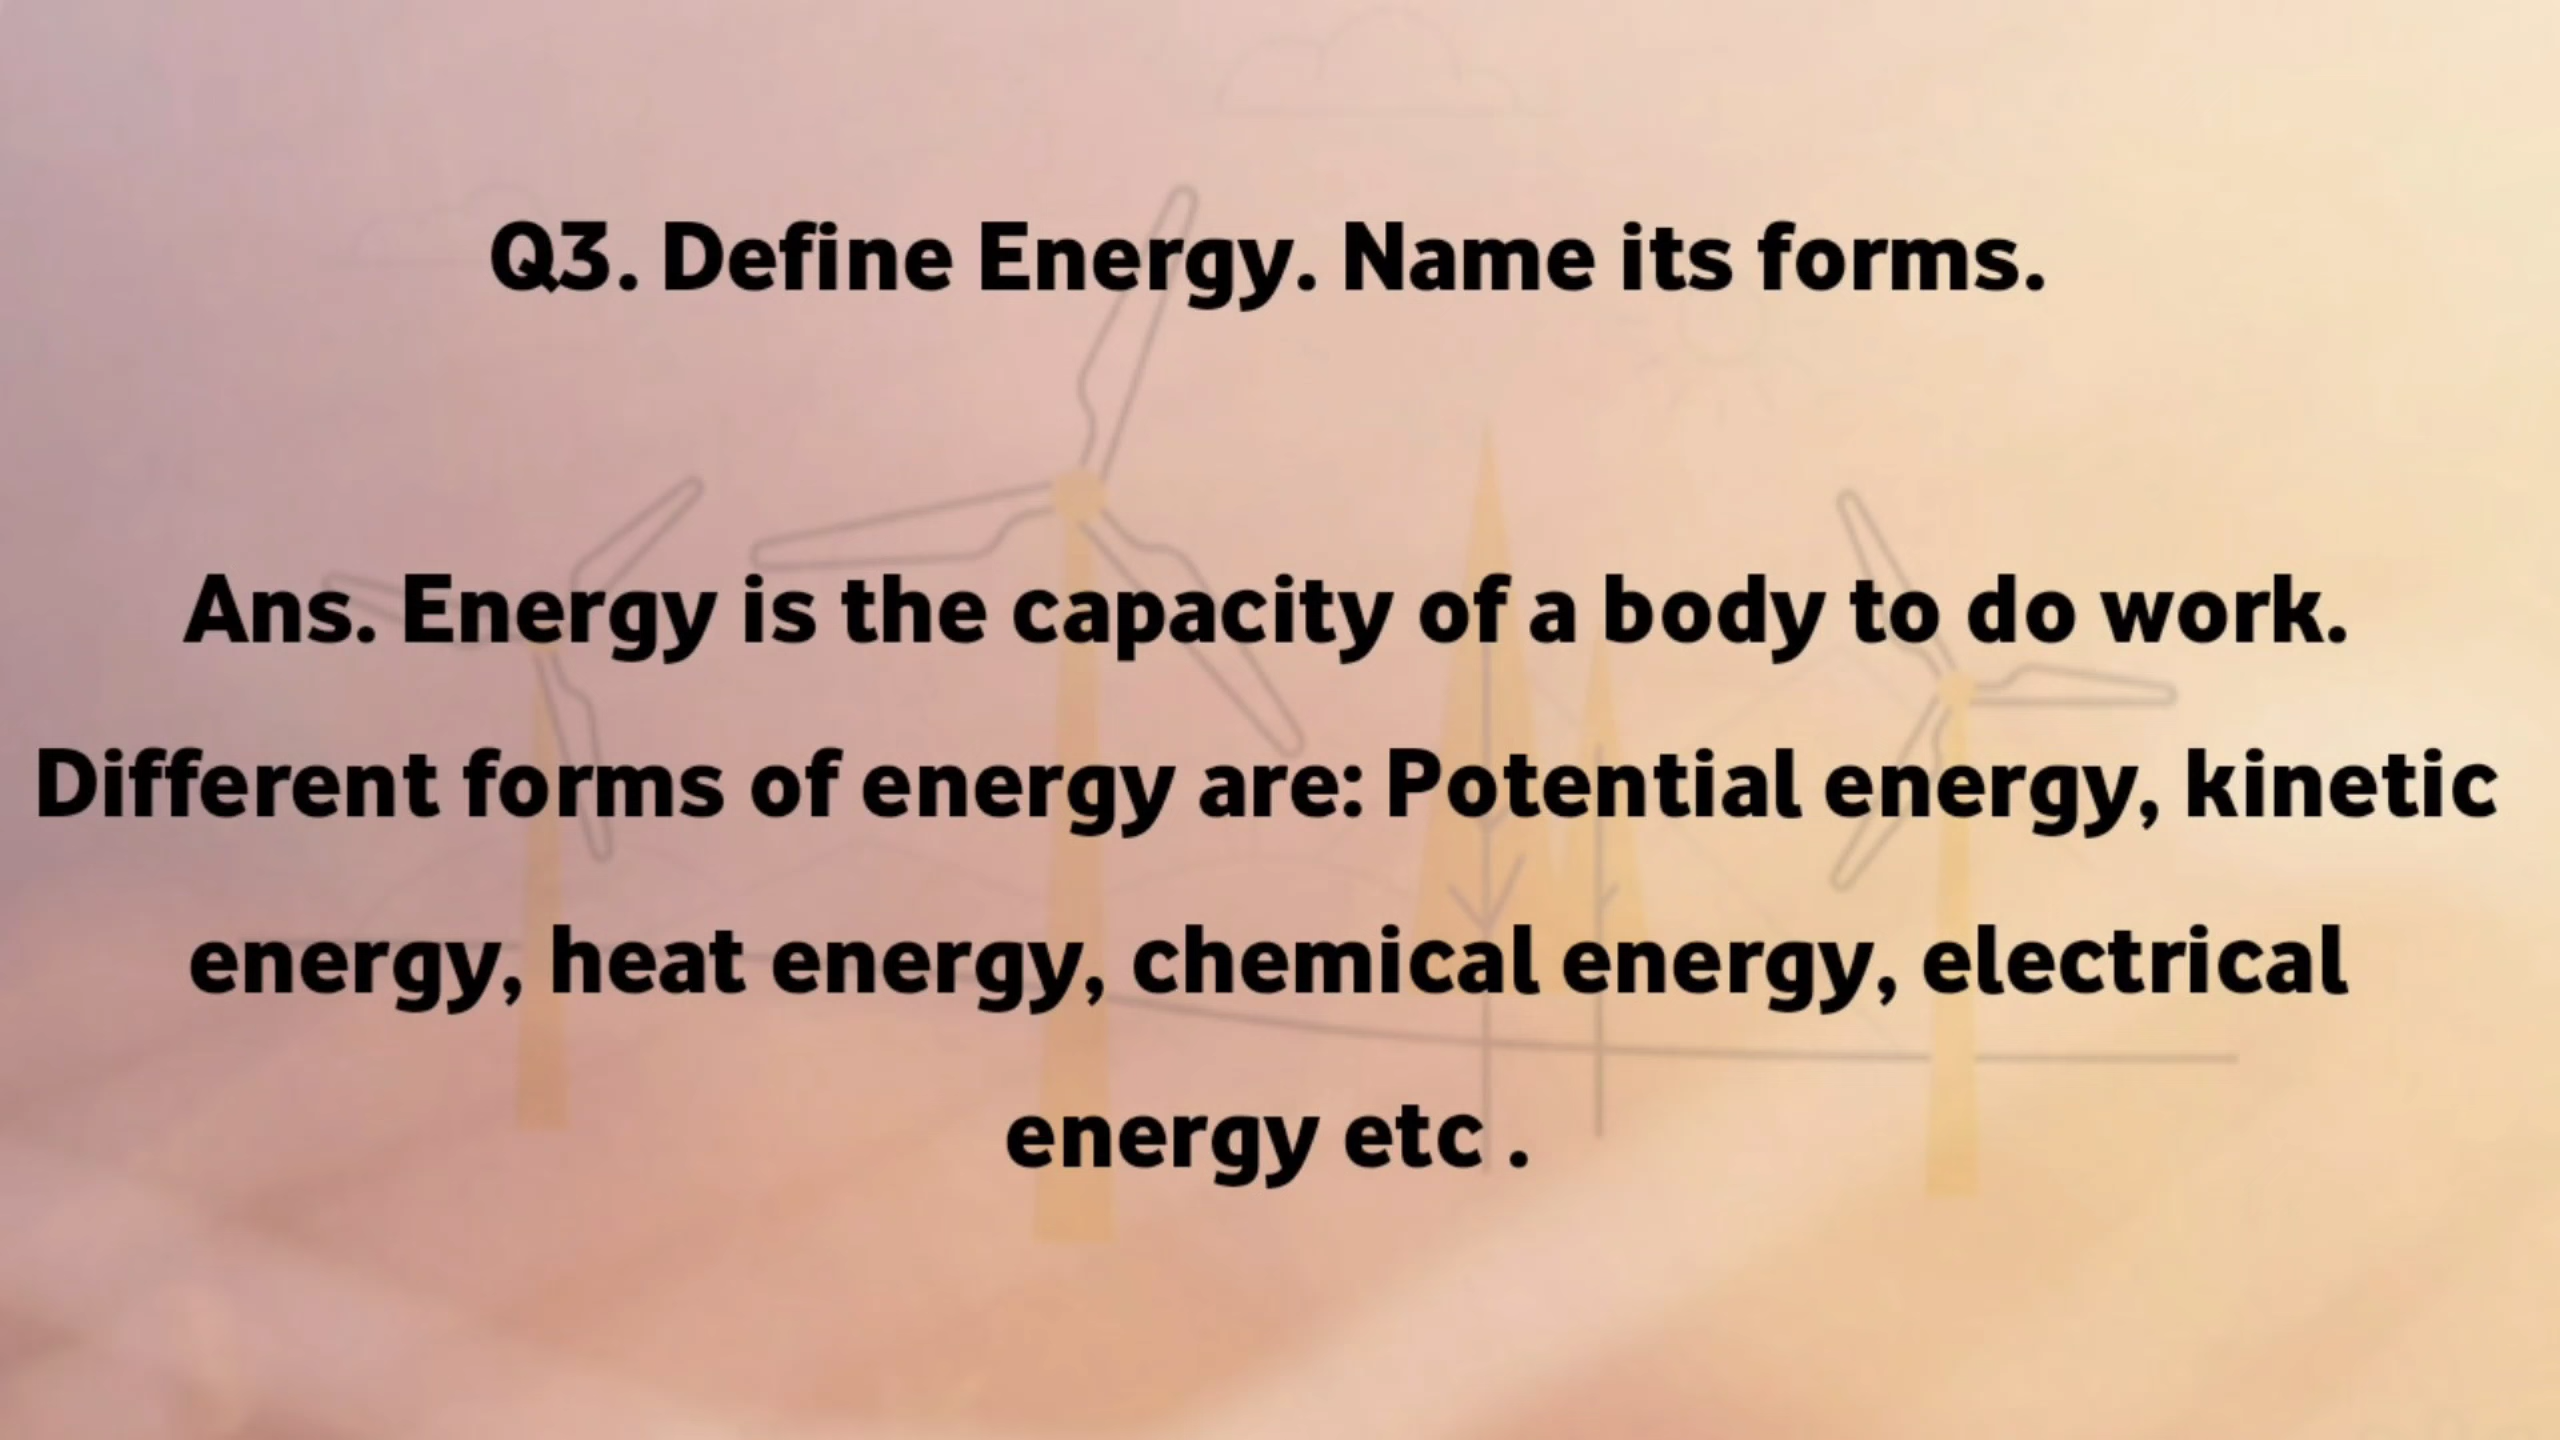 Q3. Define Energy. Name its forms.
Ans. Energy is the capacity of a body to do work.
Different forms of energy are: Potential energy, kinetic
energy, heat energy, chemical energy, electrical
energy etc .